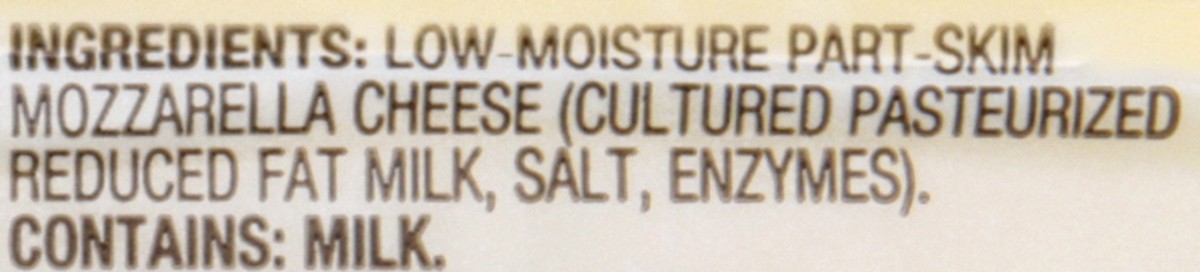 INGREDIENTS: LOW-MOISTURE PART-SKIM
MOZZARELLA CHEESE (CULTURED PASTEURIZED
REDUCED FAT MILK, SALT, ENZYMES).
CONTAINS: MILK.